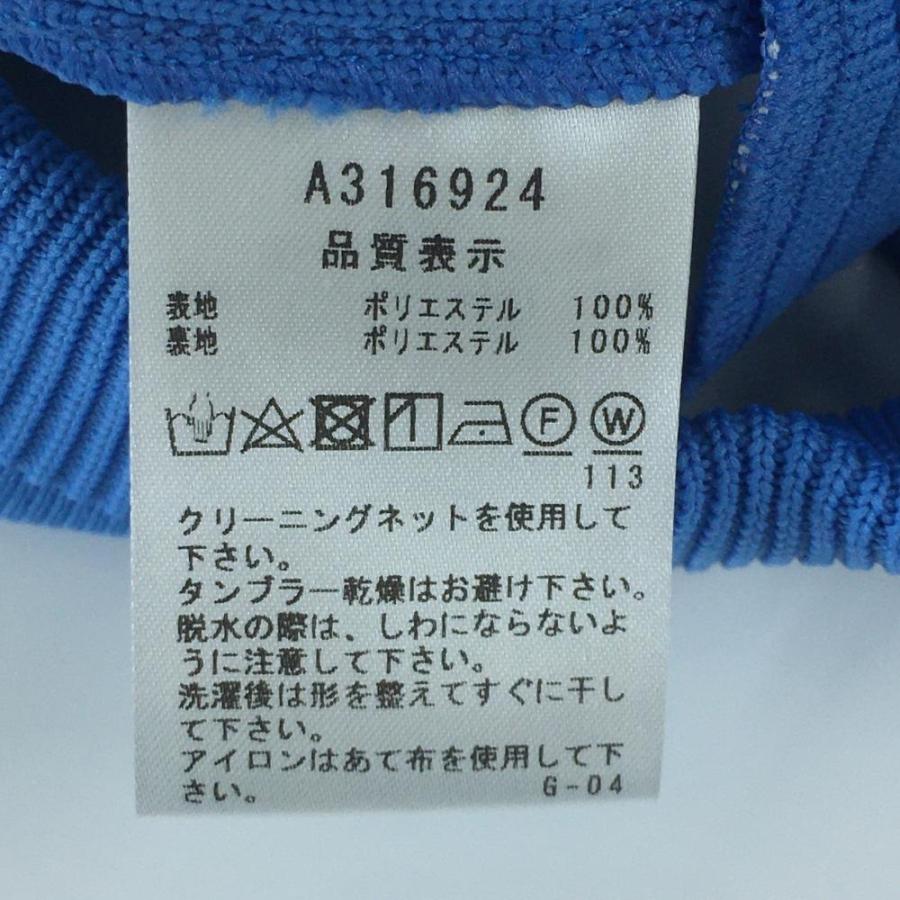 A316924
品質表示
表地 ポリエステル 100%
裏地 ポリエステル 100%
F W
113
クリーニングネットを使用して
下さい。
タンブラー乾燥はお避け下さい。
脱水の際は、しわにならないよ
うに注意して下さい。
洗濯後は形を整えてすぐに干し
て下さい。
アイロンはあて布を使用して下
さい。 G-04